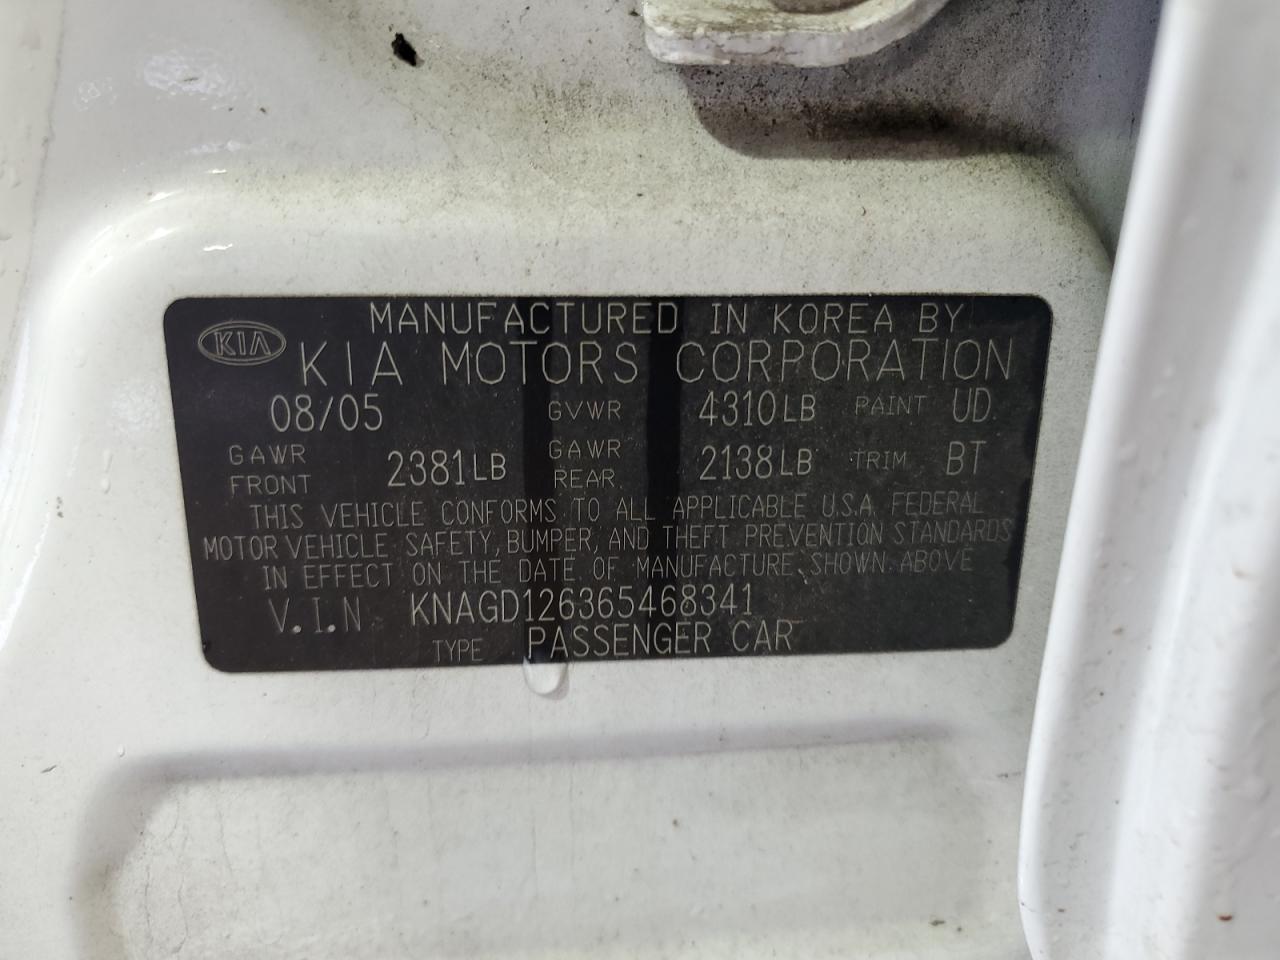 MANUFACTURED IN KOREA BY
KIA
KIA MOTORS CORPORATION
08/05 GVWR 4310LB PAINT UD
GAWR FRONT 2381LB GAWR REAR 2138LB TRIM BT
THIS VEHICLE CONFORMS TO ALL APPLICABLE U.S.A. FEDERAL
MOTOR VEHICLE SAFETY, BUMPER, AND THEFT PREVENTION STANDARDS
IN EFFECT ON THE DATE OF MANUFACTURE SHOWN ABOVE
V.I.N KNAGD126365468341
TYPE PASSENGER CAR